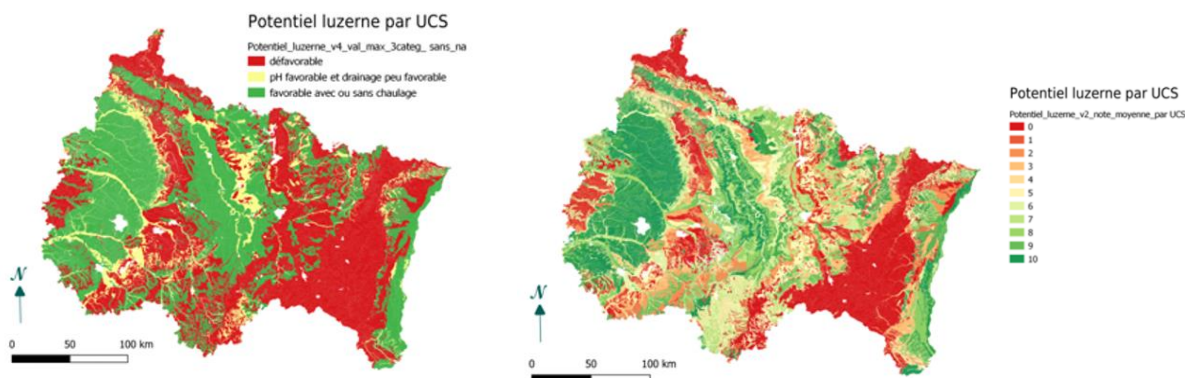 Potentiel luzerne par UCS
Potentiel_luzerne_v4_val_max_3categ_ sans_na
défavorable
pH favorable et drainage peu favorable
favorable avec ou sans chaulage
N
0 50 100 km
Potentiel luzerne par UCS
Potentiel_luzerne_v2_note_moyenne_par UCS
0
1
2
3
4
5
6
7
8
9
10
N
0 50 100 km